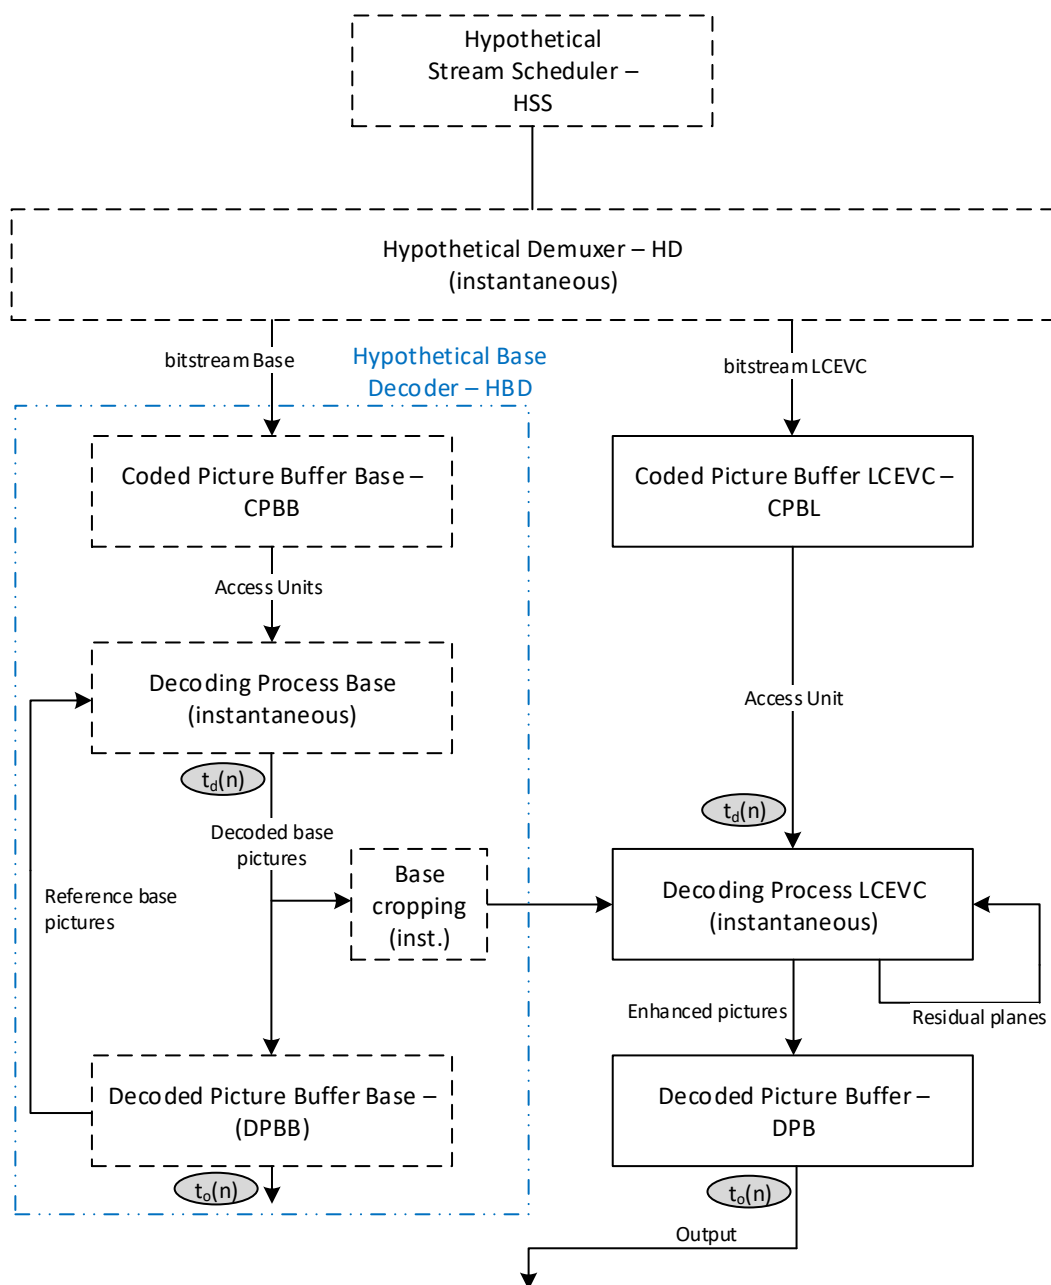 Hypothetical
Stream Scheduler –
HSS
Hypothetical Demuxer – HD
(instantaneous)
bitstream Base
Hypothetical Base
Decoder – HBD
bitstream LCEVC
Coded Picture Buffer Base –
CPBB
Coded Picture Buffer LCEVC –
CPBL
Access Units
Decoding Process Base
(instantaneous)
Access Unit
td(n)
td(n)
Decoded base
pictures
Reference base
pictures
Base
cropping
(inst.)
Decoding Process LCEVC
(instantaneous)
Enhanced pictures
Residual planes
Decoded Picture Buffer Base –
(DPBB)
Decoded Picture Buffer –
DPB
to(n)
to(n)
Output